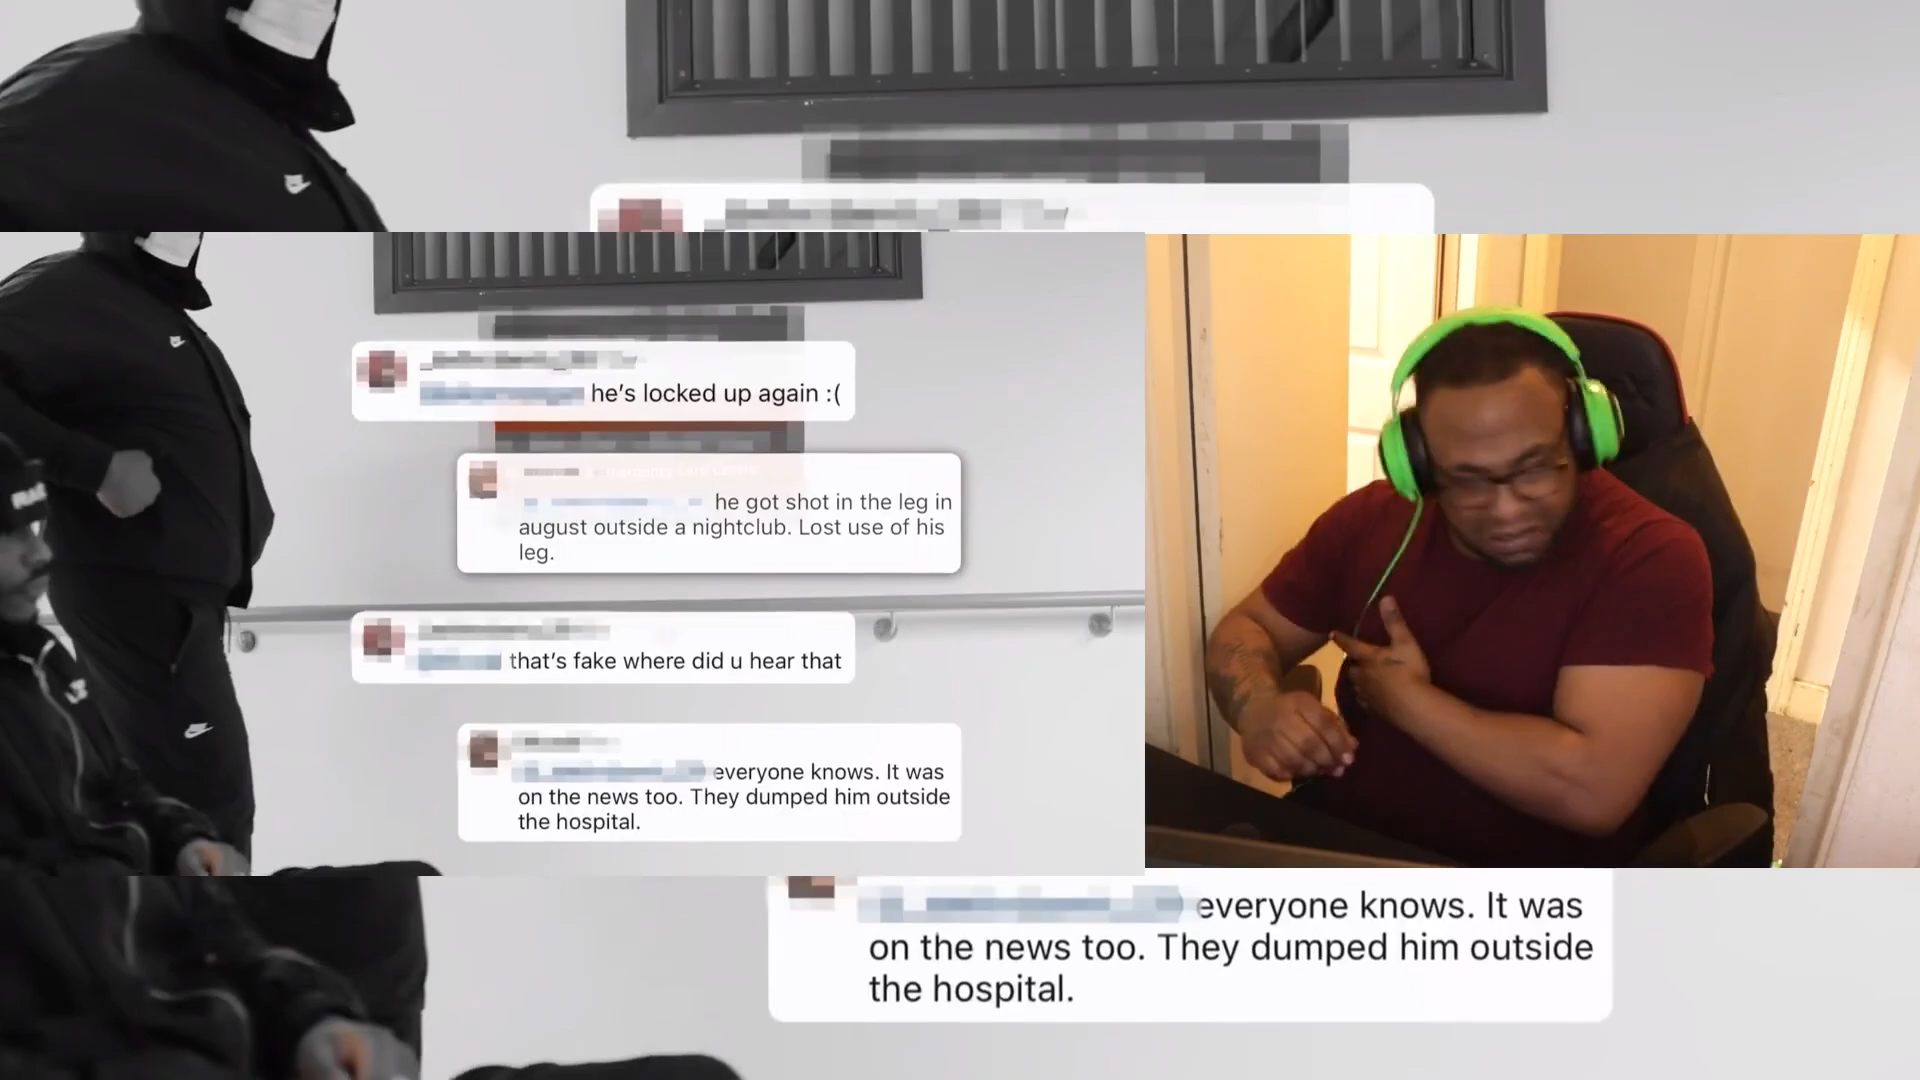 he's locked up again :(
he got shot in the leg in
august outside a nightclub. Lost use of his
leg.
that's fake where did u hear that
everyone knows. It was
on the news too. They dumped him outside
the hospital.
everyone knows. It was
on the news too. They dumped him outside
the hospital.